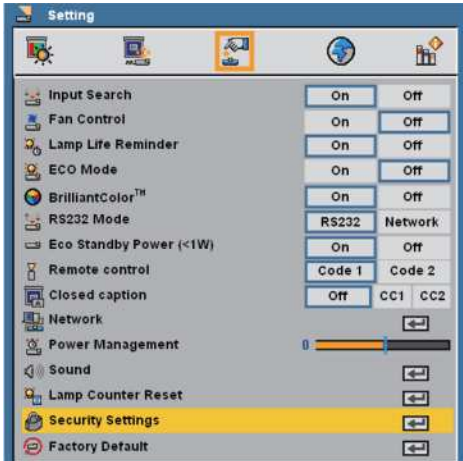 Setting
Input Search On Off
Fan Control On Off
Lamp Life Reminder On Off
ECO Mode On Off
BrilliantColor™ On Off
RS232 Mode RS232 Network
Eco Standby Power (<1W) On Off
Remote control Code 1 Code 2
Closed caption Off CC1 CC2
Network
Power Management 0
Sound
Lamp Counter Reset
Security Settings
Factory Default